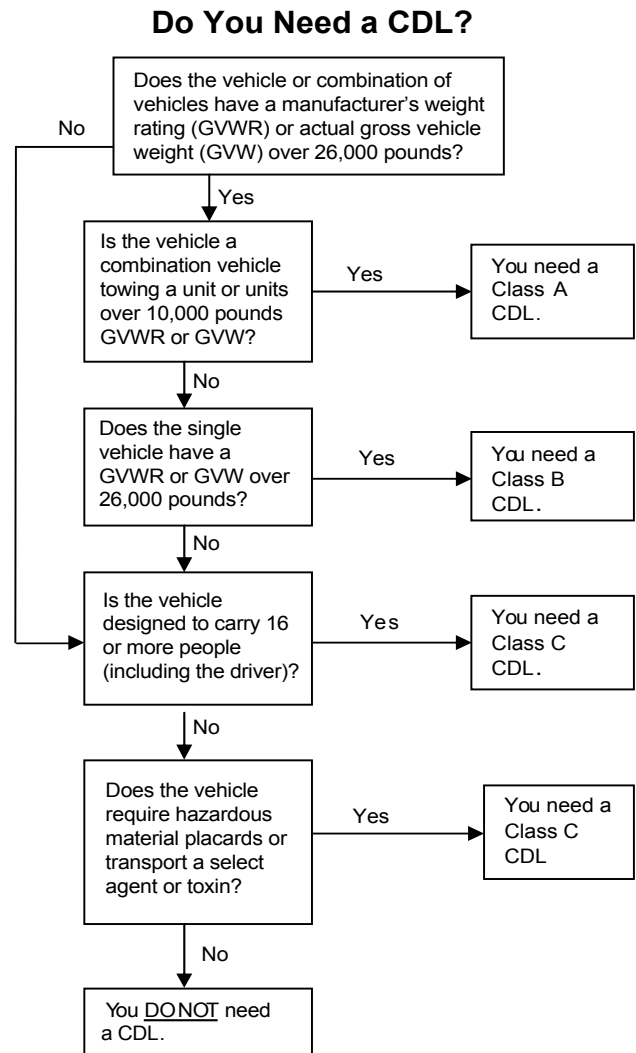 Do You Need a CDL?
Does the vehicle or combination of
vehicles have a manufacturer's weight
rating (GVWR) or actual gross vehicle
weight (GVW) over 26,000 pounds?
No
Yes
Is the vehicle a
combination vehicle
towing a unit or units
over 10,000 pounds
GVWR or GVW?
Yes
You need a
Class A
CDL.
No
Does the single
vehicle have a
GVWR or GVW over
26,000 pounds?
Yes
You need a
Class B
CDL.
No
Is the vehicle
designed to carry 16
or more people
(including the driver)?
Yes
You need a
Class C
CDL.
No
Does the vehicle
require hazardous
material placards or
transport a select
agent or toxin?
Yes
You need a
Class C
CDL
No
You DO NOT need
a CDL.